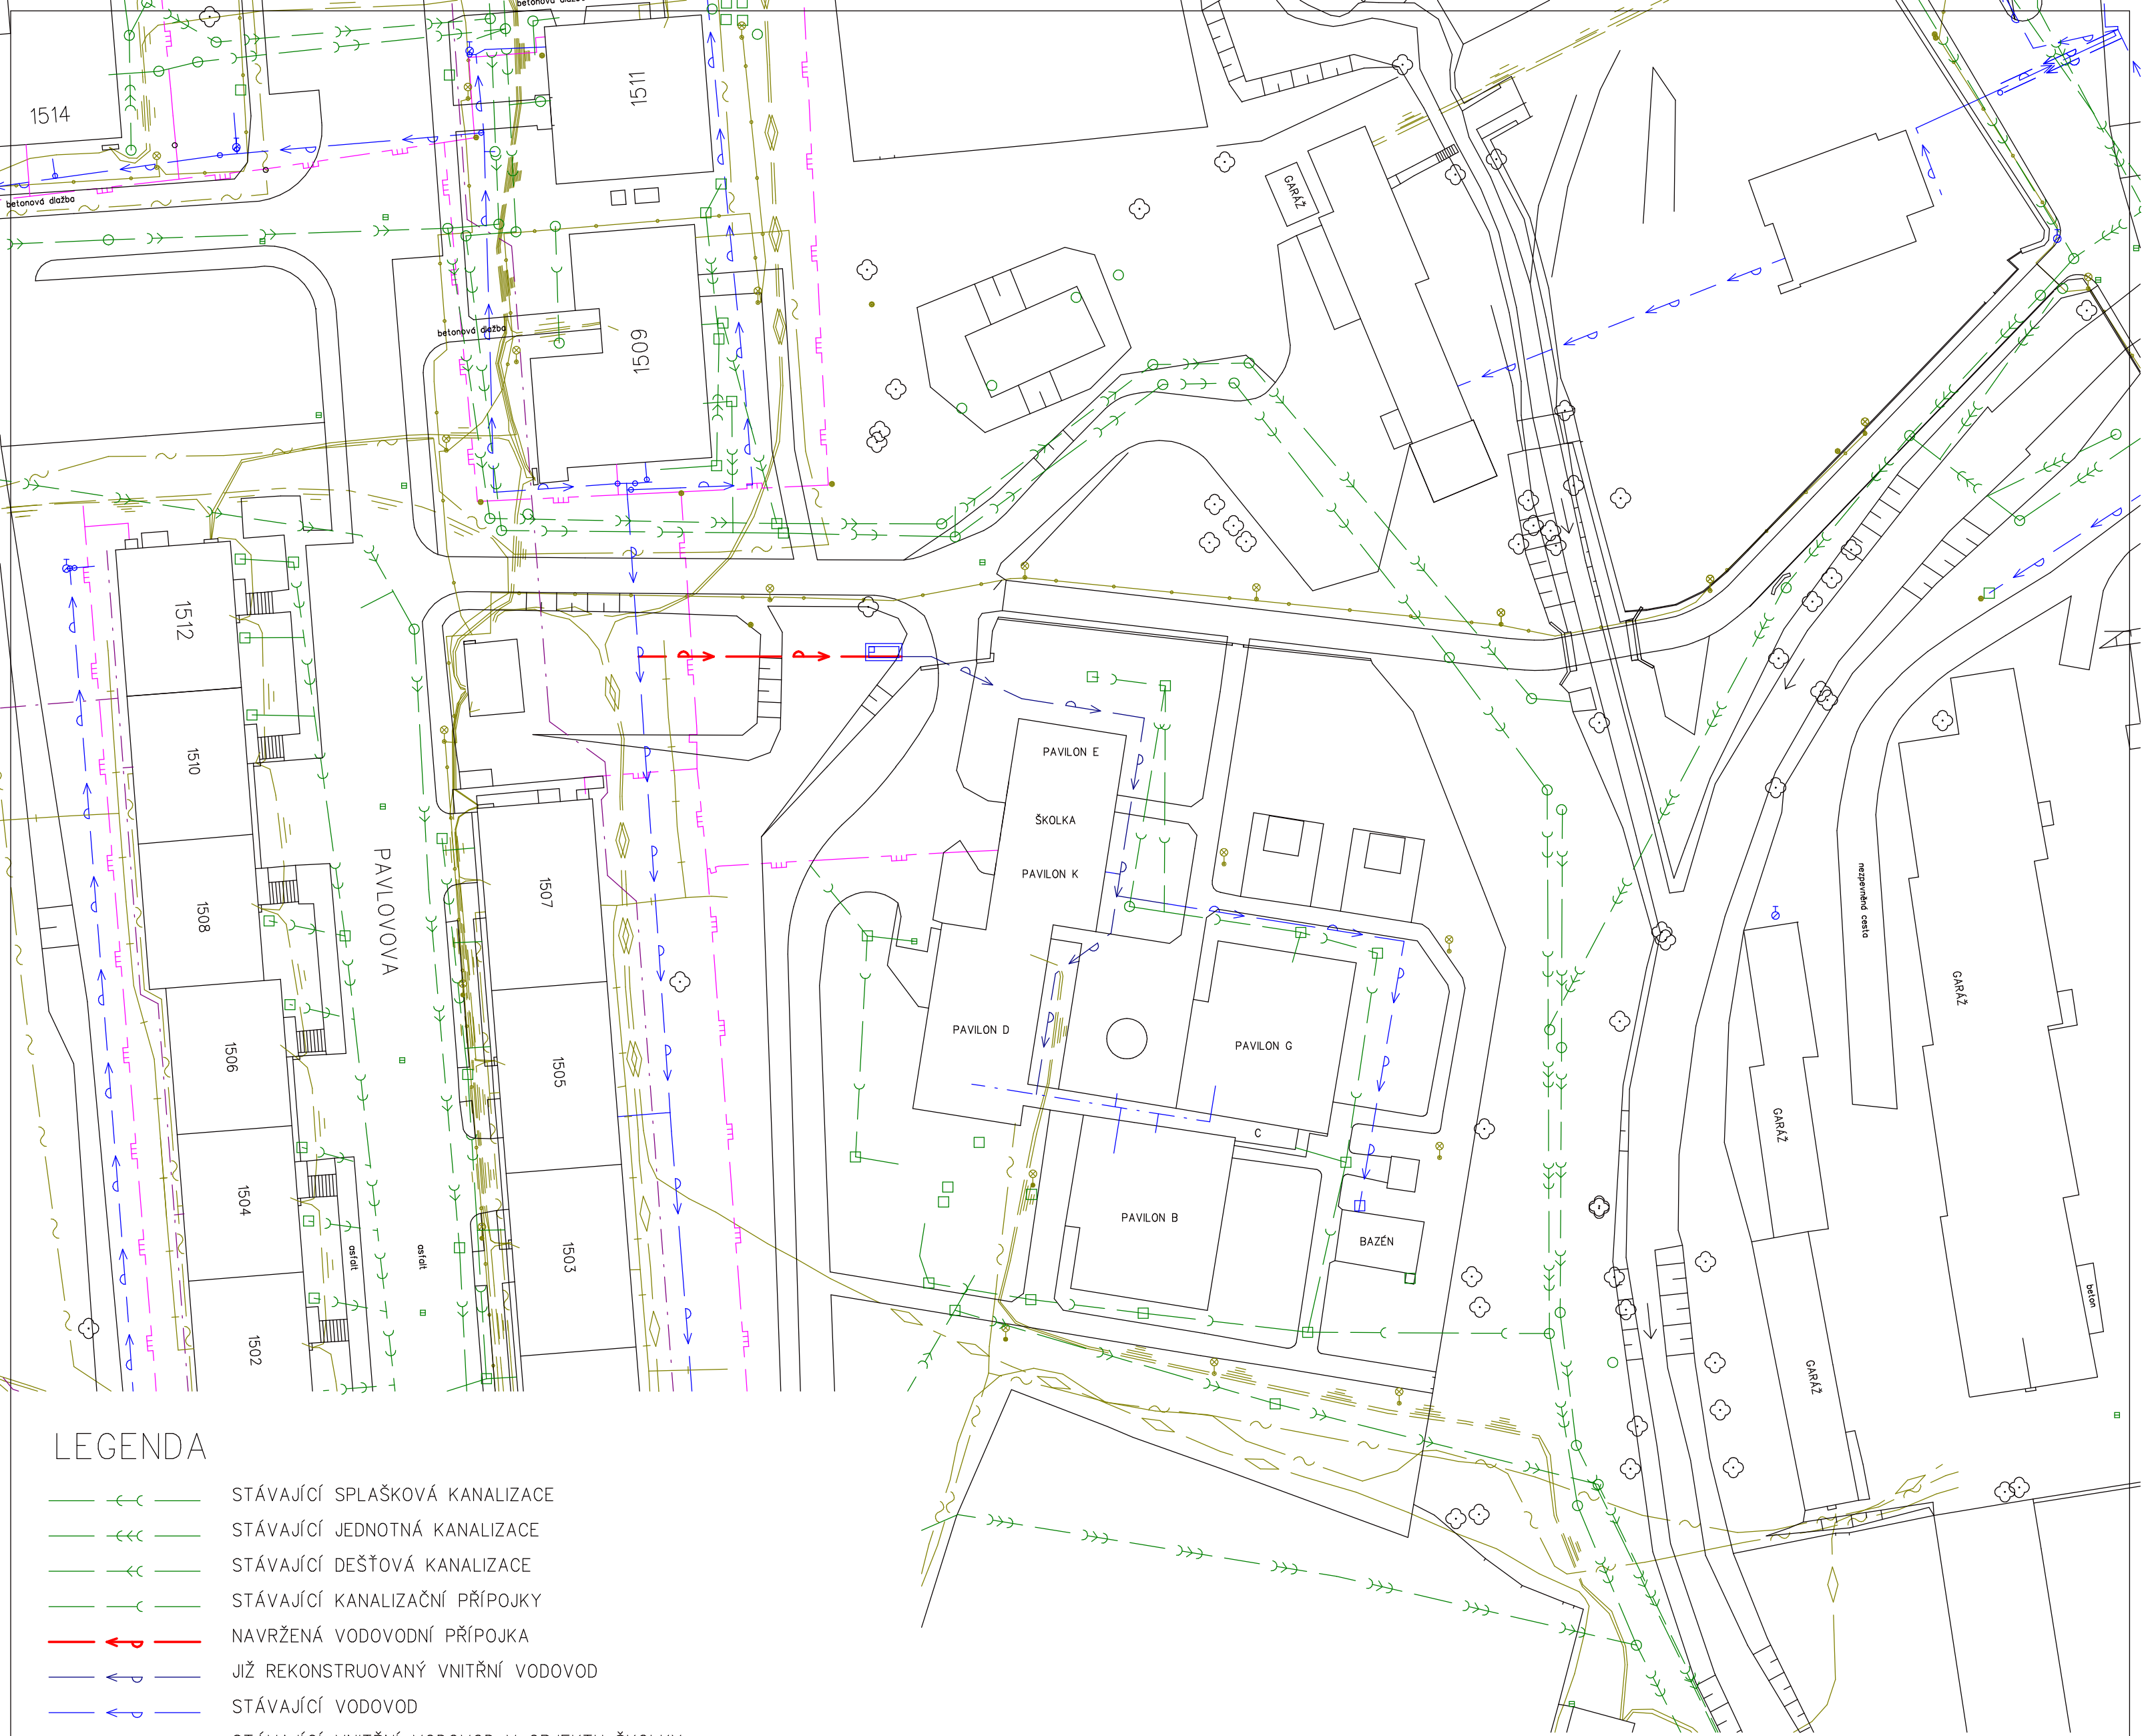 betonová dlažba
1514
1511
GARÁŽ
betonová dlažba
betonová dlažba
1509
1512
1510
PAVILON E
ŠKOLKA
PAVILON K
PAVLOVOVA
1508
1507
nezpevněná cesta
GARÁŽ
1506
1505
PAVILON D
PAVILON G
GARÁŽ
C
1504
1503
PAVILON B
BAZÉN
asfalt
asfalt
beton
1502
GARÁŽ
LEGENDA
STÁVAJÍCÍ SPLAŠKOVÁ KANALIZACE
STÁVAJÍCÍ JEDNOTNÁ KANALIZACE
STÁVAJÍCÍ DEŠŤOVÁ KANALIZACE
STÁVAJÍCÍ KANALIZAČNÍ PŘÍPOJKY
NAVRŽENÁ VODOVODNÍ PŘÍPOJKA
JIŽ REKONSTRUOVANÝ VNITŘNÍ VODOVOD
STÁVAJÍCÍ VODOVOD